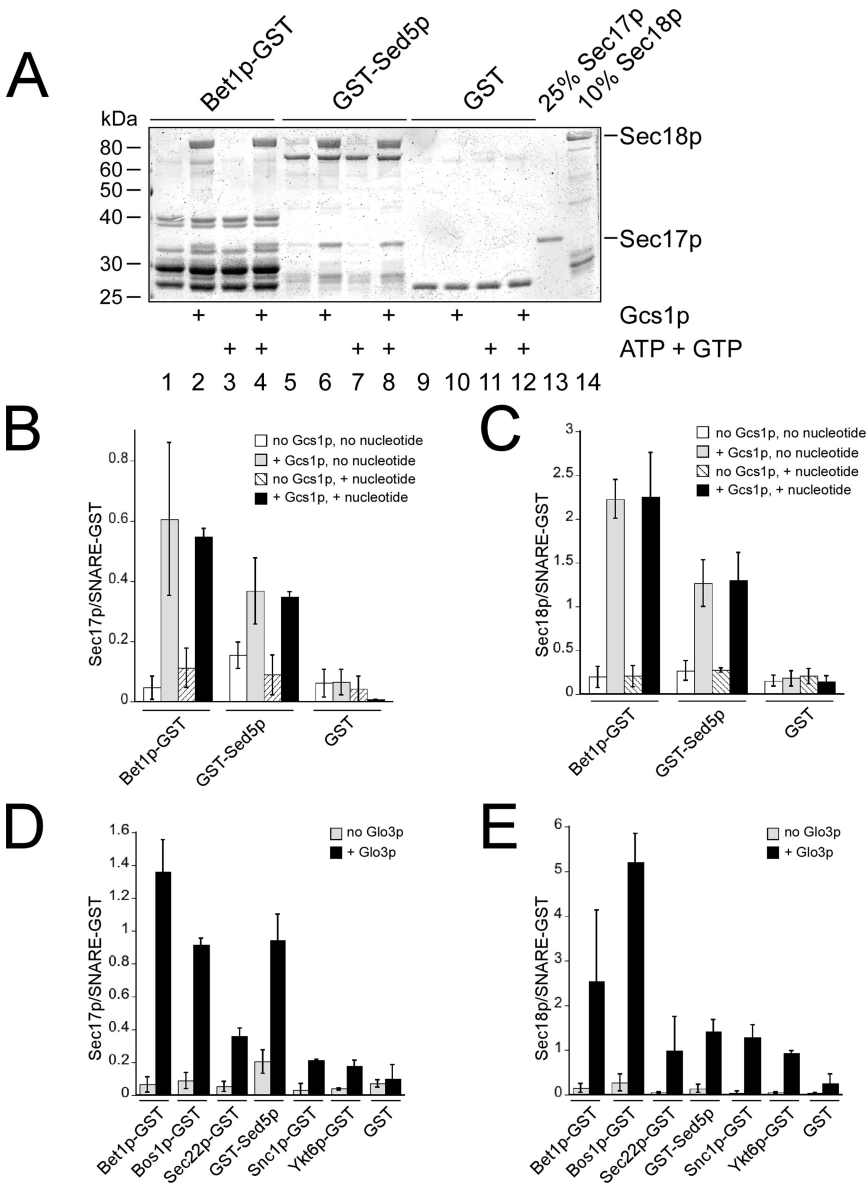 A
Bet1p-GST
GST-Sed5p
GST
25% Sec17p
10% Sec18p
kDa
80
60
50
40
30
25
Sec18p
Sec17p
+ + + + + + Gcs1p
+ + + + + + ATP + GTP
1 2 3 4 5 6 7 8 9 10 11 12 13 14
B
Sec17p/SNARE-GST
0.8
0.6
0.4
0.2
0
no Gcs1p, no nucleotide
+ Gcs1p, no nucleotide
no Gcs1p, + nucleotide
+ Gcs1p, + nucleotide
Bet1p-GST
GST-Sed5p
GST
C
Sec18p/SNARE-GST
3
2.5
2
1.5
1
0.5
0
no Gcs1p, no nucleotide
+ Gcs1p, no nucleotide
no Gcs1p, + nucleotide
+ Gcs1p, + nucleotide
Bet1p-GST
GST-Sed5p
GST
D
Sec17p/SNARE-GST
1.6
1.4
1.2
1
0.8
0.6
0.4
0.2
0
no Glo3p
+ Glo3p
Bet1p-GST
Bos1p-GST
Sec22p-GST
GST-Sed5p
Snc1p-GST
Ykt6p-GST
GST
E
Sec18p/SNARE-GST
6
5
4
3
2
1
0
no Glo3p
+ Glo3p
Bet1p-GST
Bos1p-GST
Sec22p-GST
GST-Sed5p
Snc1p-GST
Ykt6p-GST
GST